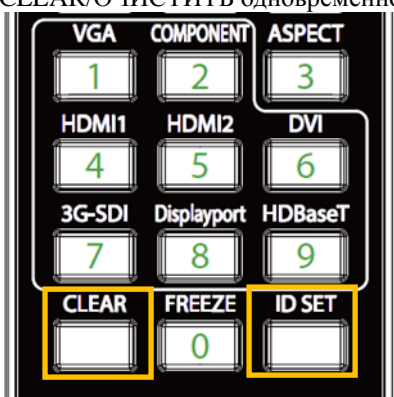 CLEAR/ОЧИСТИТЬ одновременно
VGA COMPONENT ASPECT
1 2 3
HDMI1 HDMI2 DVI
4 5 6
3G-SDI Displayport HDBaseT
7 8 9
CLEAR FREEZE ID SET
0